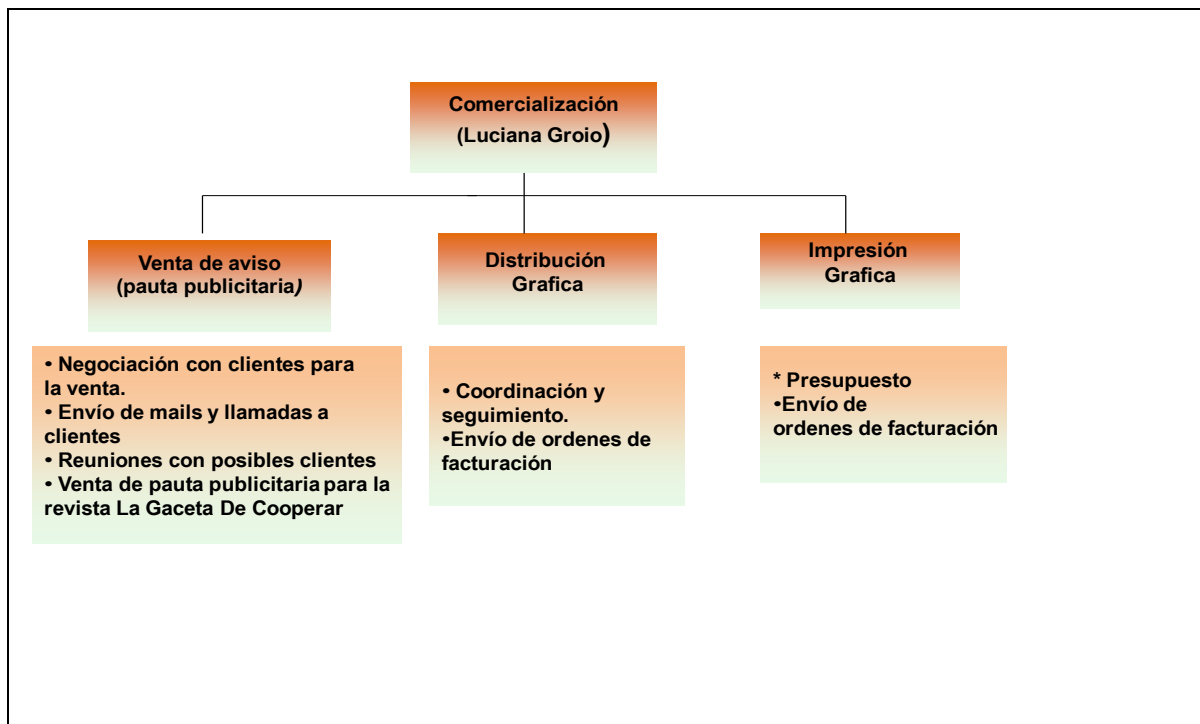 Comercialización
(Luciana Groio)
Venta de aviso
(pauta publicitaria)
Distribución
Grafica
Impresión
Grafica
• Negociación con clientes para
la venta.
• Envío de mails y llamadas a
clientes
• Reuniones con posibles clientes
• Venta de pauta publicitaria para la
revista La Gaceta De Cooperar
• Coordinación y
seguimiento.
•Envío de ordenes de
facturación
* Presupuesto
•Envío de
ordenes de facturación